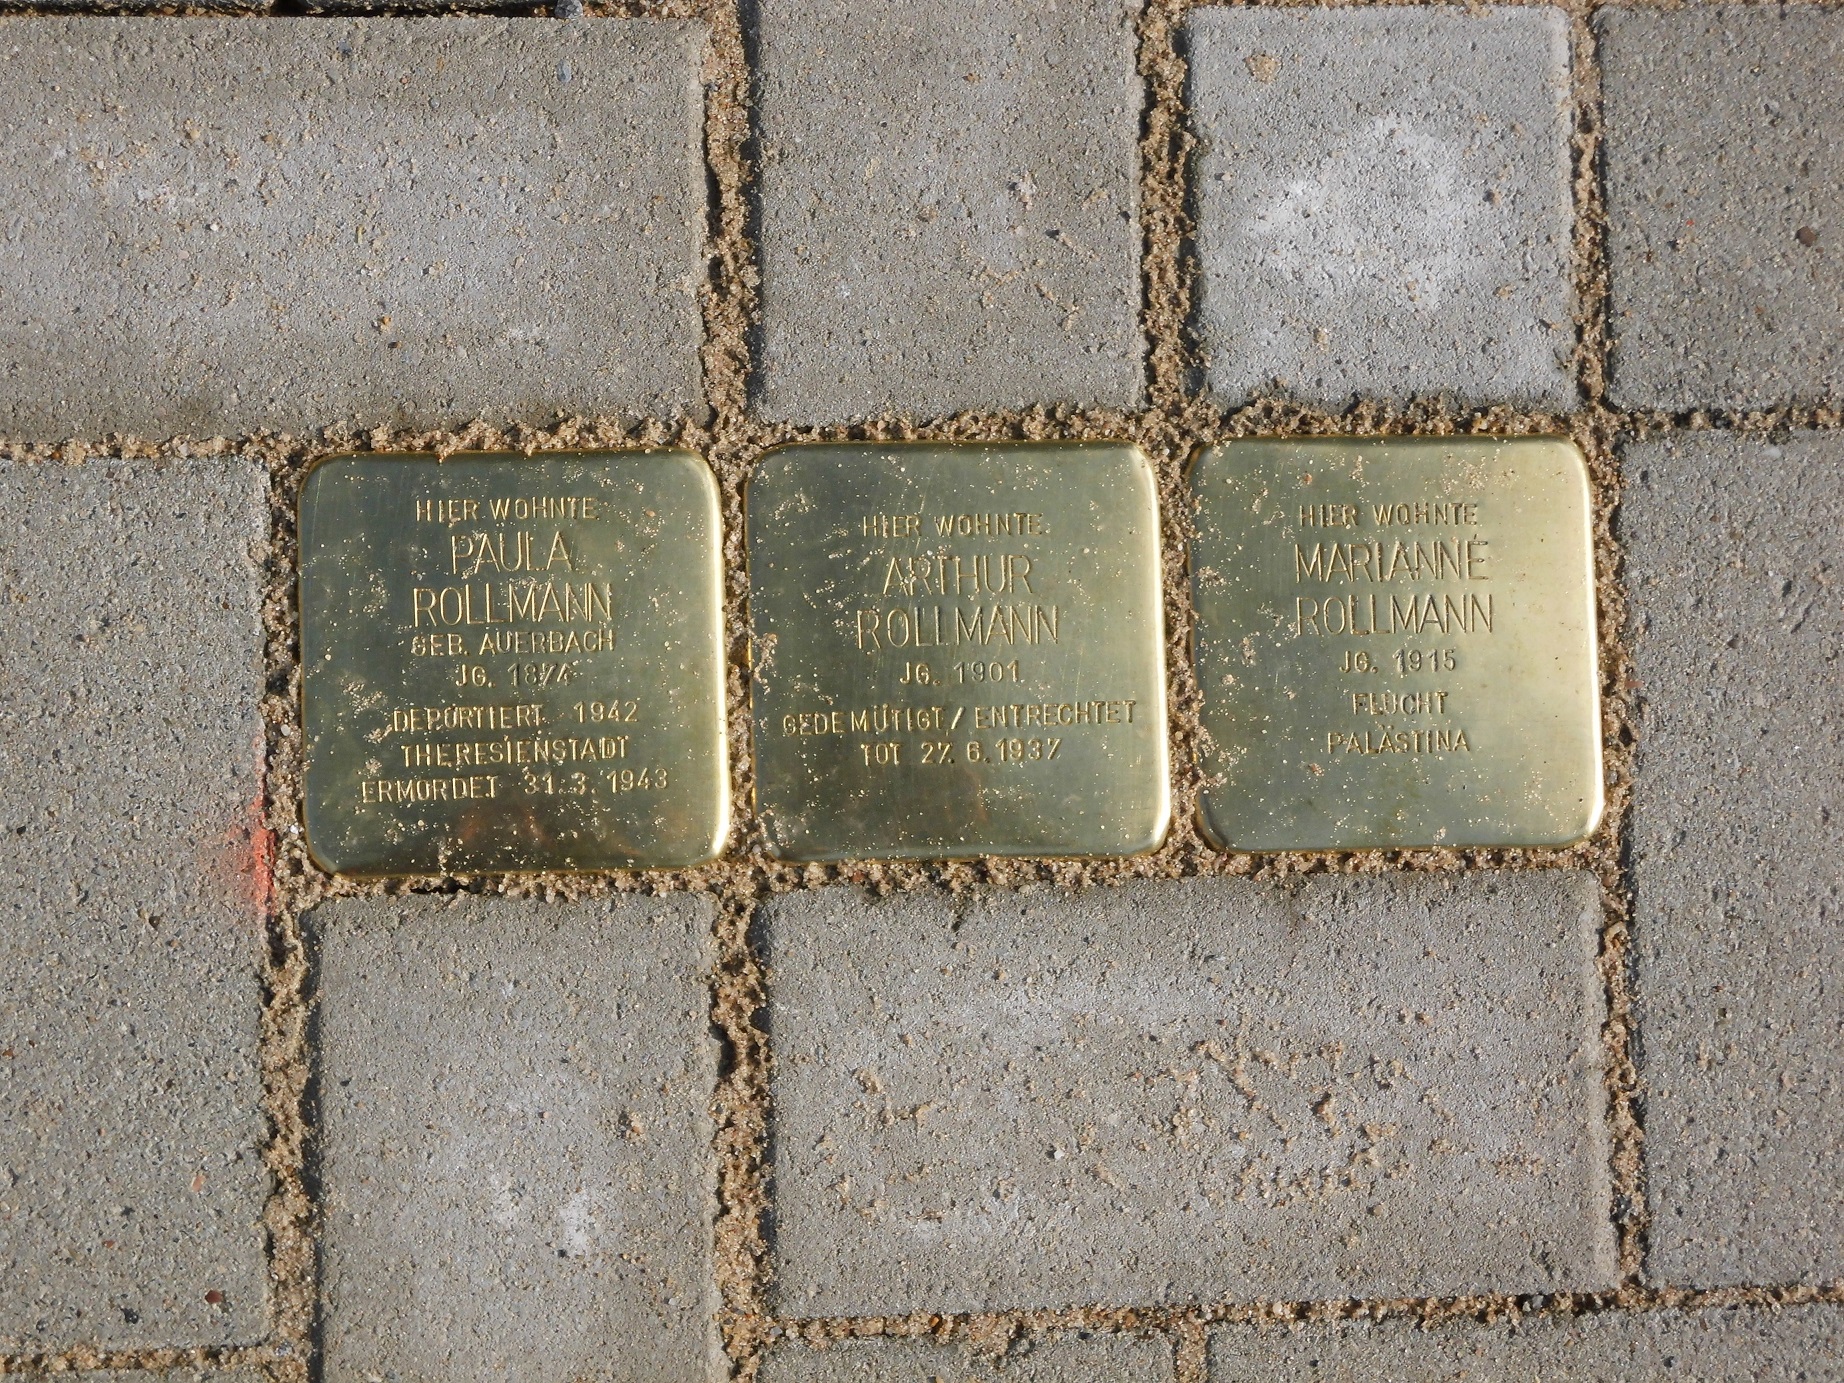 HIER WOHNTE
PAULA
ROLLMANN
GEB. AUERBACH
JG. 1874
DEPORTIERT 1942
THERESIENSTADT
ERMORDET 31.3.1943
HIER WOHNTE
ARTHUR
ROLLMANN
JG. 1901
GEDEMÜTIGT/ENTRECHTET
TOT 27.6.1937
HIER WOHNTE
MARIANNE
ROLLMANN
JG. 1915
FLUCHT
PALÄSTINA